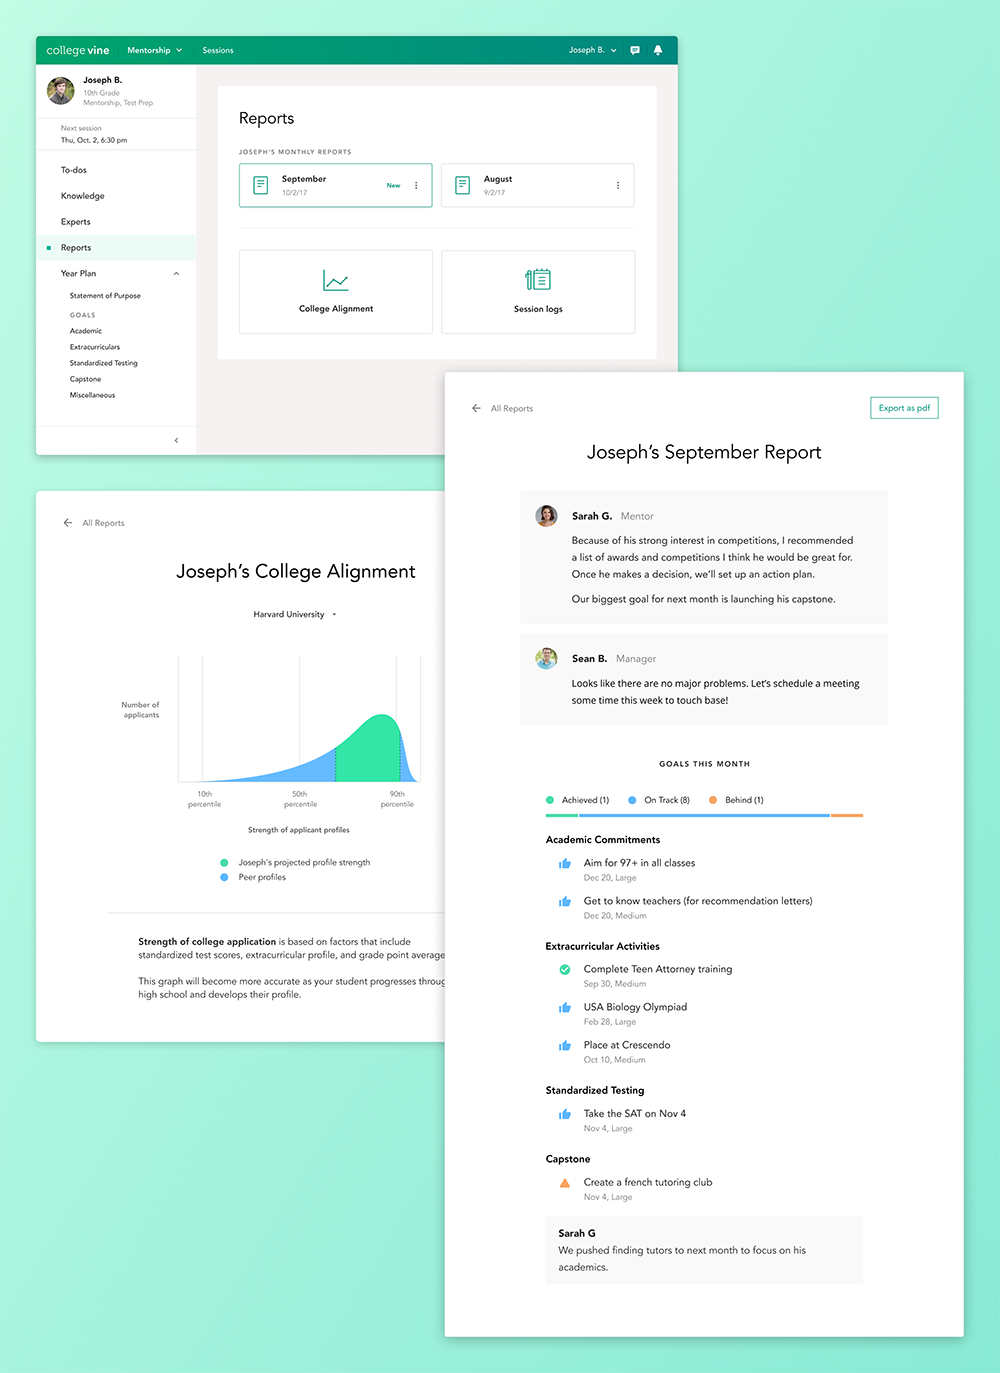 college vine
Mentorship
Sessions
Joseph B.
Joseph B.
10th Grade
Mentorship, Test Prep
Next session
Thu, Oct. 2, 6:30 pm
To-dos
Knowledge
Experts
Reports
Year Plan
Statement of Purpose
GOALS
Academic
Extracurriculars
Standardized Testing
Capstone
Miscellaneous
Reports
JOSEPH'S MONTHLY REPORTS
September
10/2/17
New
August
9/2/17
College Alignment
Session logs
All Reports
Joseph's College Alignment
Harvard University
Number of
applicants
10th
percentile
50th
percentile
90th
percentile
Strength of applicant profiles
Joseph's projected profile strength
Peer profiles
Strength of college application is based on factors that include
standardized test scores, extracurricular profile, and grade point average
This graph will become more accurate as your student progresses throug
high school and develops their profile.
All Reports
Export as pdf
Joseph's September Report
Sarah G. Mentor
Because of his strong interest in competitions, I recommended
a list of awards and competitions I think he would be great for.
Once he makes a decision, we'll set up an action plan.
Our biggest goal for next month is launching his capstone.
Sean B. Manager
Looks like there are no major problems. Let's schedule a meeting
some time this week to touch base!
GOALS THIS MONTH
Achieved (1)
On Track (8)
Behind (1)
Academic Commitments
Aim for 97+ in all classes
Dec 20, Large
Get to know teachers (for recommendation letters)
Dec 20, Medium
Extracurricular Activities
Complete Teen Attorney training
Sep 30, Medium
USA Biology Olympiad
Feb 28, Large
Place at Crescendo
Oct 10, Medium
Standardized Testing
Take the SAT on Nov 4
Nov 4, Large
Capstone
Create a french tutoring club
Nov 4, Large
Sarah G
We pushed finding tutors to next month to focus on his
academics.